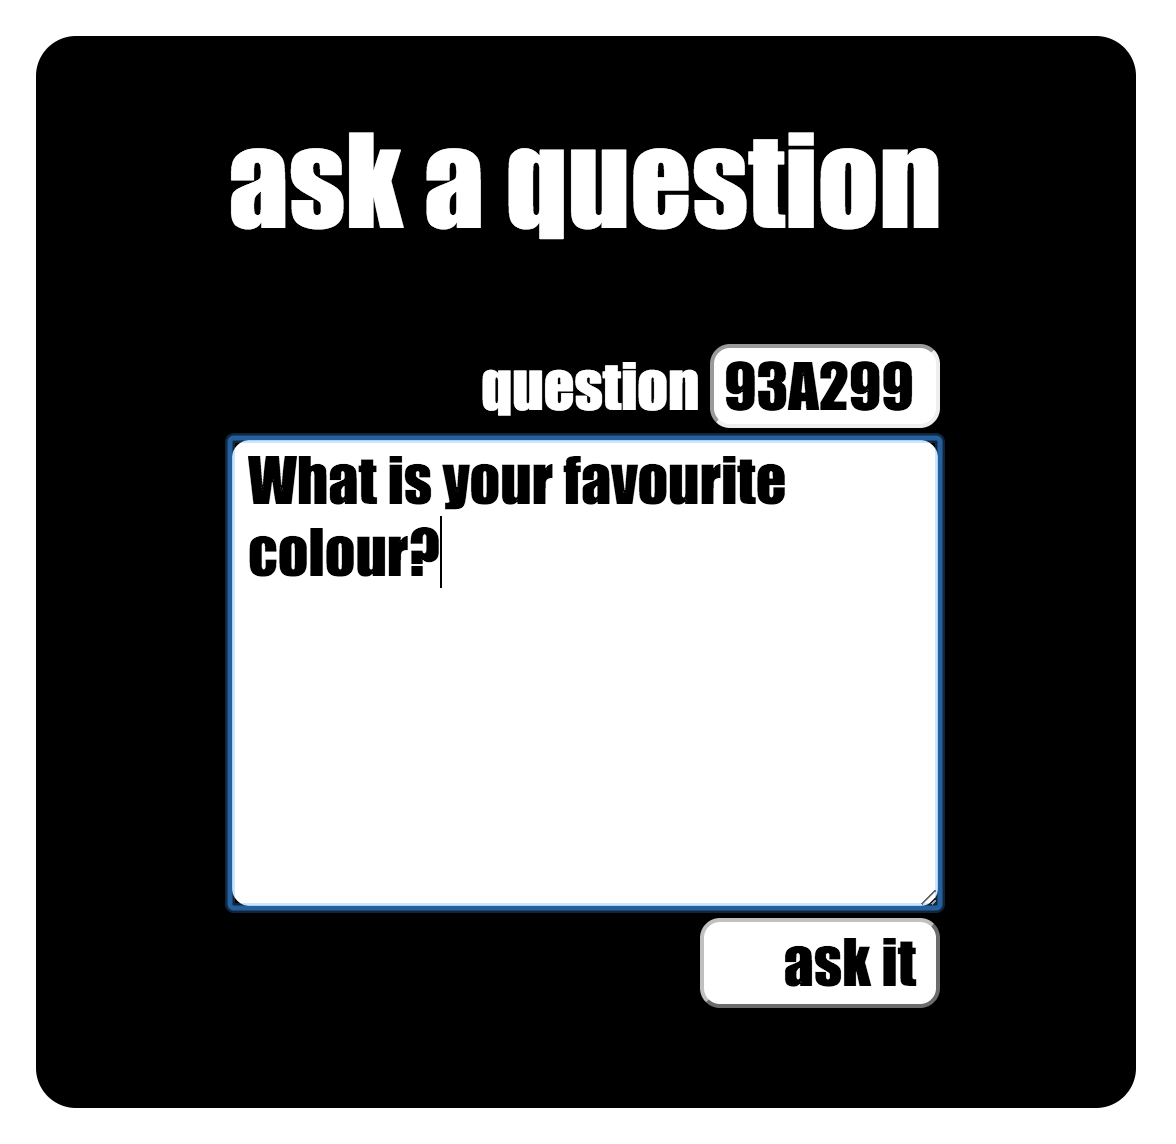 ask a question
question 93A299
What is your favourite
colour?
ask it